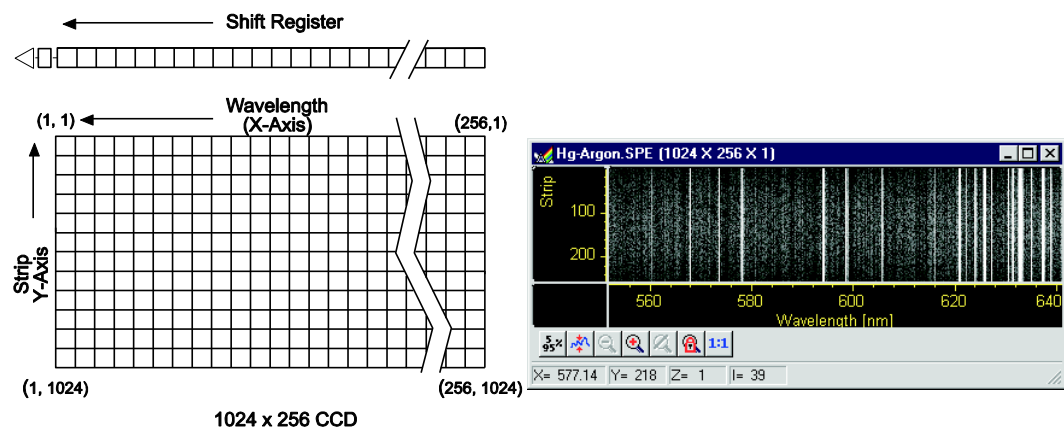 Shift Register
Wavelength
(X-Axis)
(1, 1)
(256,1)
Strip
Y-Axis
(1, 1024)
(256, 1024)
1024 x 256 CCD
Hg-Argon.SPE (1024 X 256 X 1)
Strip
100
200
560 580 600 620 640
Wavelength [nm]
5 95% 1:1
X= 577.14 Y= 218 Z= 1 I= 39